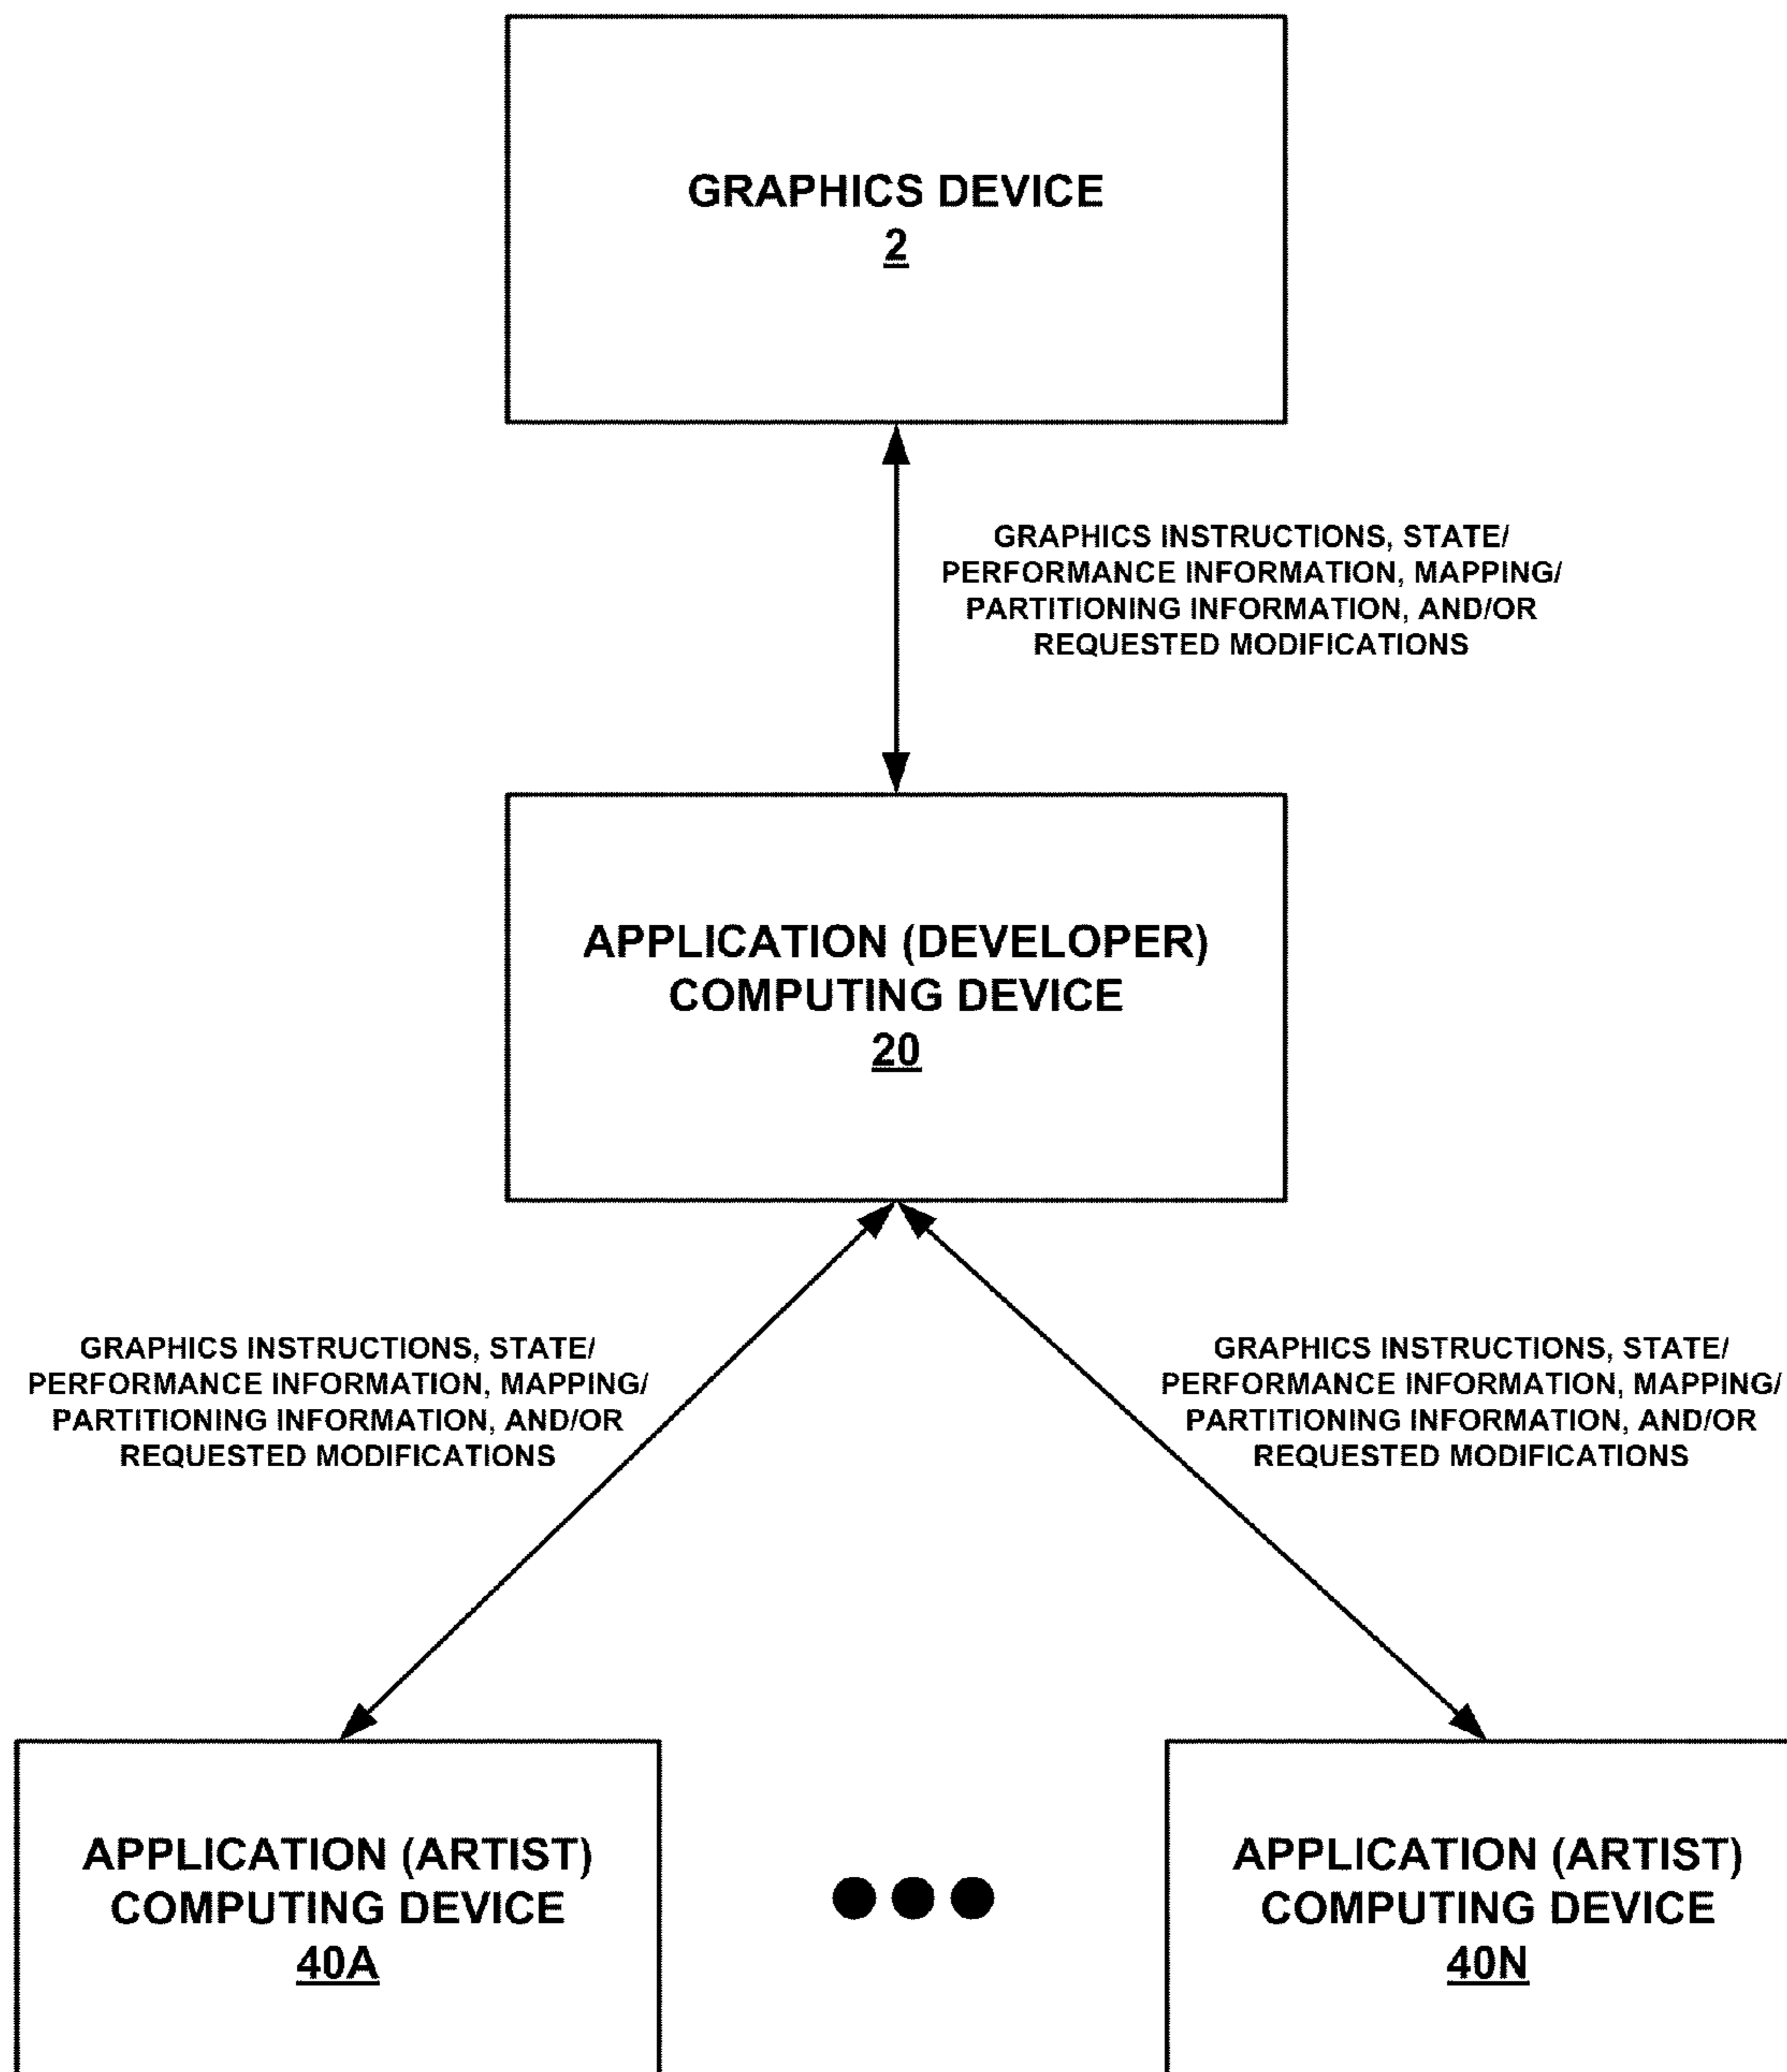 GRAPHICS DEVICE
2
GRAPHICS INSTRUCTIONS, STATE/
PERFORMANCE INFORMATION, MAPPING/
PARTITIONING INFORMATION, AND/OR
REQUESTED MODIFICATIONS
APPLICATION (DEVELOPER)
COMPUTING DEVICE
20
GRAPHICS INSTRUCTIONS, STATE/
PERFORMANCE INFORMATION, MAPPING/
PARTITIONING INFORMATION, AND/OR
REQUESTED MODIFICATIONS
GRAPHICS INSTRUCTIONS, STATE/
PERFORMANCE INFORMATION, MAPPING/
PARTITIONING INFORMATION, AND/OR
REQUESTED MODIFICATIONS
APPLICATION (ARTIST)
COMPUTING DEVICE
40A
APPLICATION (ARTIST)
COMPUTING DEVICE
40N